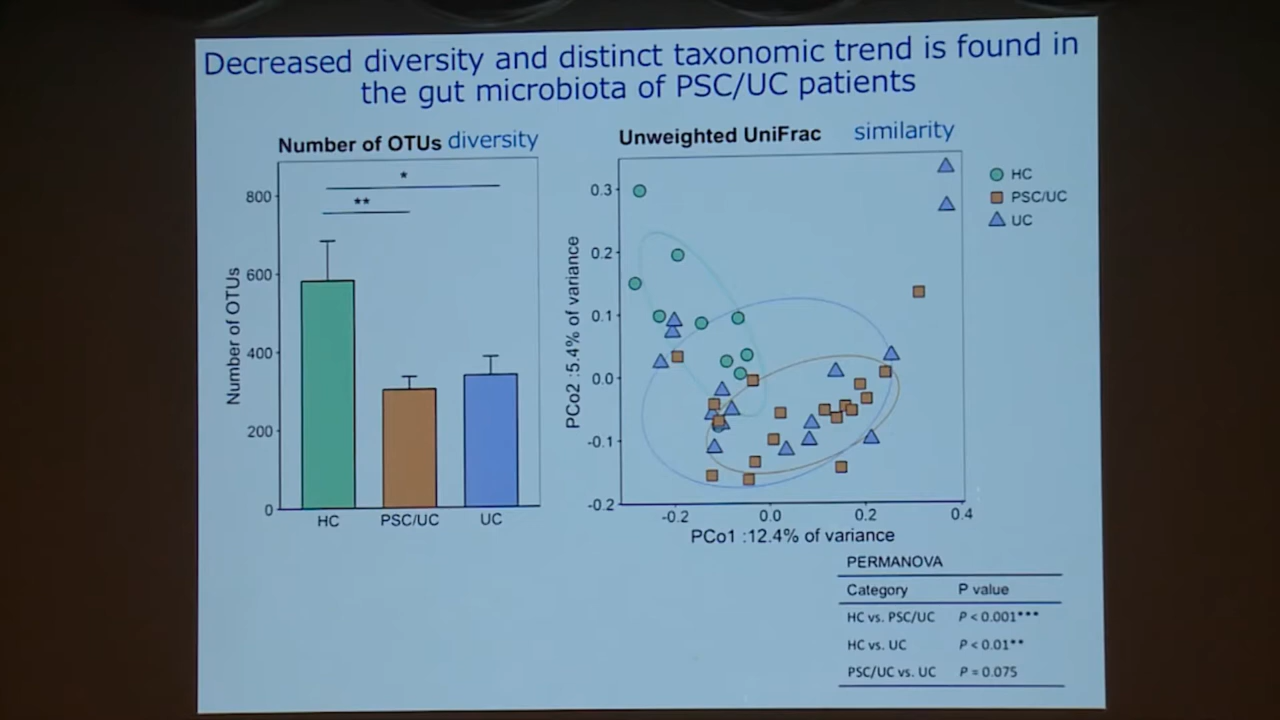 Decreased diversity and distinct taxonomic trend is found in
the gut microbiota of PSC/UC patients
Number of OTUs diversity
*
**
Number of OTUs
800
600
400
200
0
HC PSC/UC UC
Unweighted UniFrac similarity
HC
PSC/UC
UC
PCo2 :5.4% of variance
0.3
0.2
0.1
0.0
-0.1
-0.2
-0.2 0.0 0.2 0.4
PCo1 :12.4% of variance
PERMANOVA
Category P value
HC vs. PSC/UC P < 0.001***
HC vs. UC P < 0.01**
PSC/UC vs. UC P = 0.075